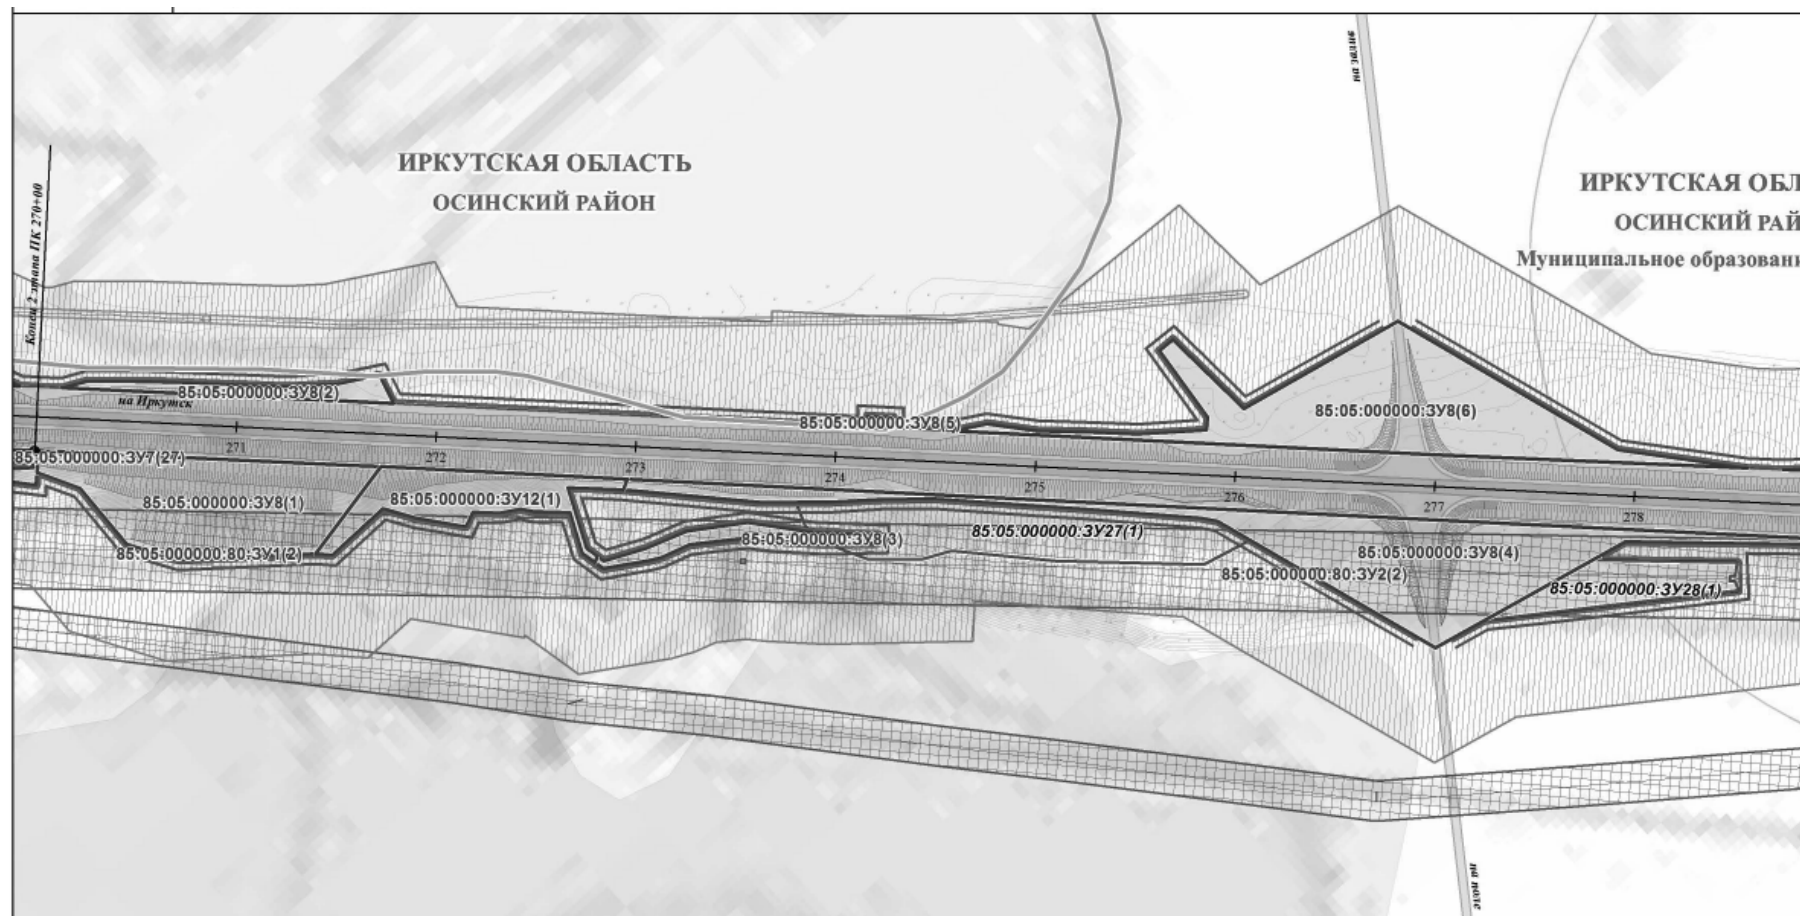 на залив
ИРКУТСКАЯ ОБЛАСТЬ
ОСИНСКИЙ РАЙОН
ИРКУТСКАЯ ОБЛ
ОСИНСКИЙ РАЙ
Муниципальное образовани
Конец 2 этапа ПК 270+00
85:05:000000:ЗУ8(2)
на Иркутск
85:05:000000:ЗУ8(5)
85:05:000000:ЗУ8(6)
271
272
273
274
275
276
277
278
85:05:000000:ЗУ7(27)
85:05:000000:ЗУ8(1)
85:05:000000:ЗУ12(1)
85:05:000000:ЗУ8(3)
85:05:000000:ЗУ27(1)
85:05:000000:80:ЗУ1(2)
85:05:000000:ЗУ8(4)
85:05:000000:80:ЗУ2(2)
85:05:000000:ЗУ28(1)
на поле